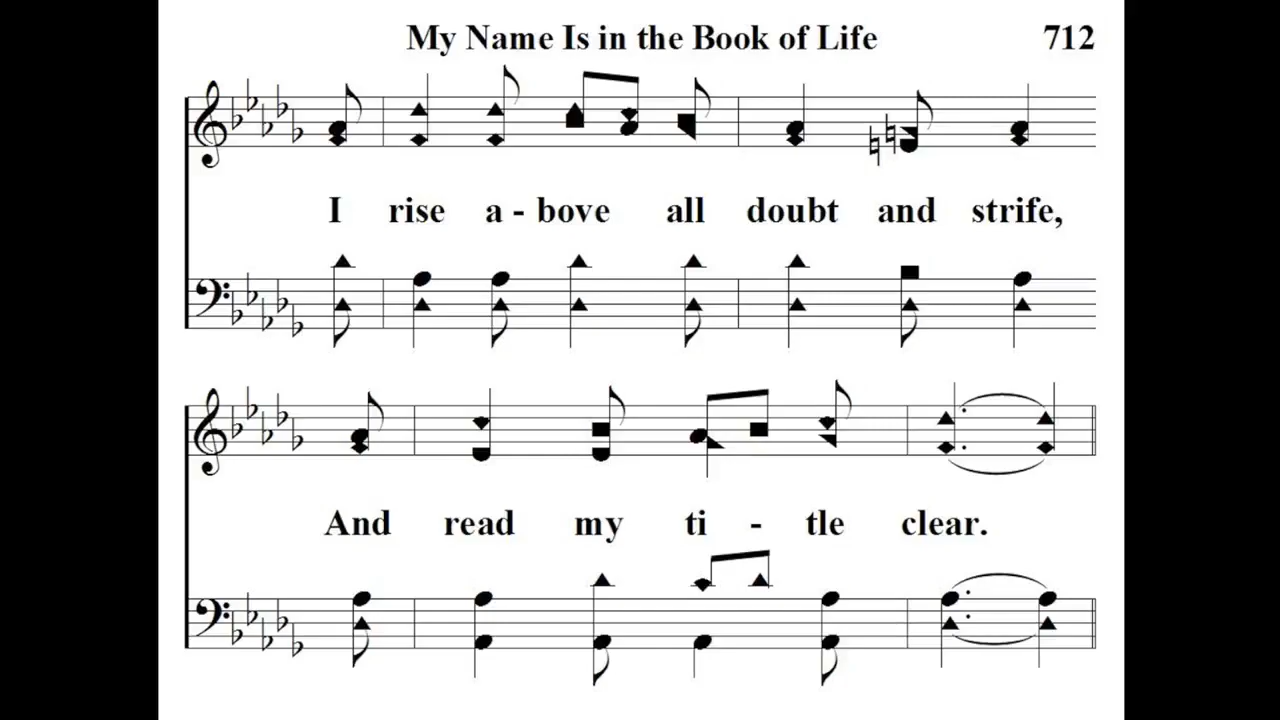 My Name Is in the Book of Life 712
I rise a - bove all doubt and strife,
And read my ti - tle clear.